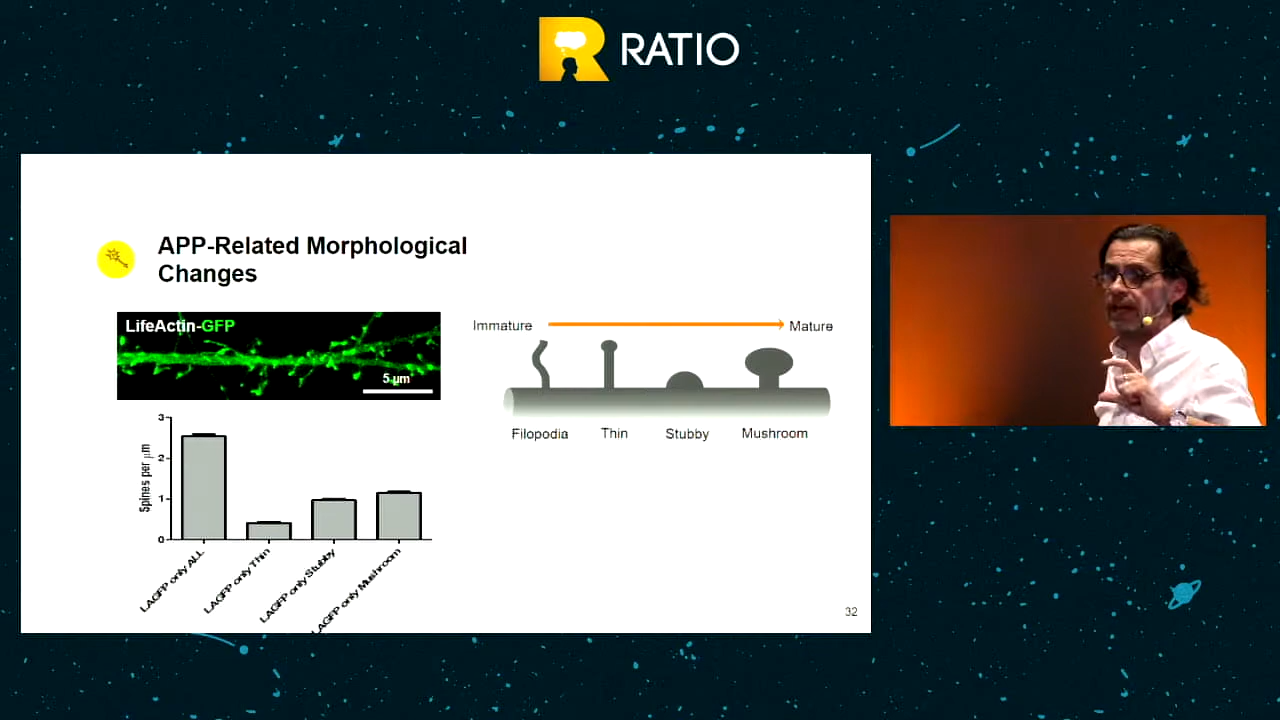 RATIO
APP-Related Morphological
Changes
LifeActin-GFP
5 µm
Immature
Mature
Filopodia
Thin
Stubby
Mushroom
Spines per µm
3
2
1
0
LAGFP only ALL
LAGFP only Thin
LAGFP only Stubby
LAGFP only Mushroom
32